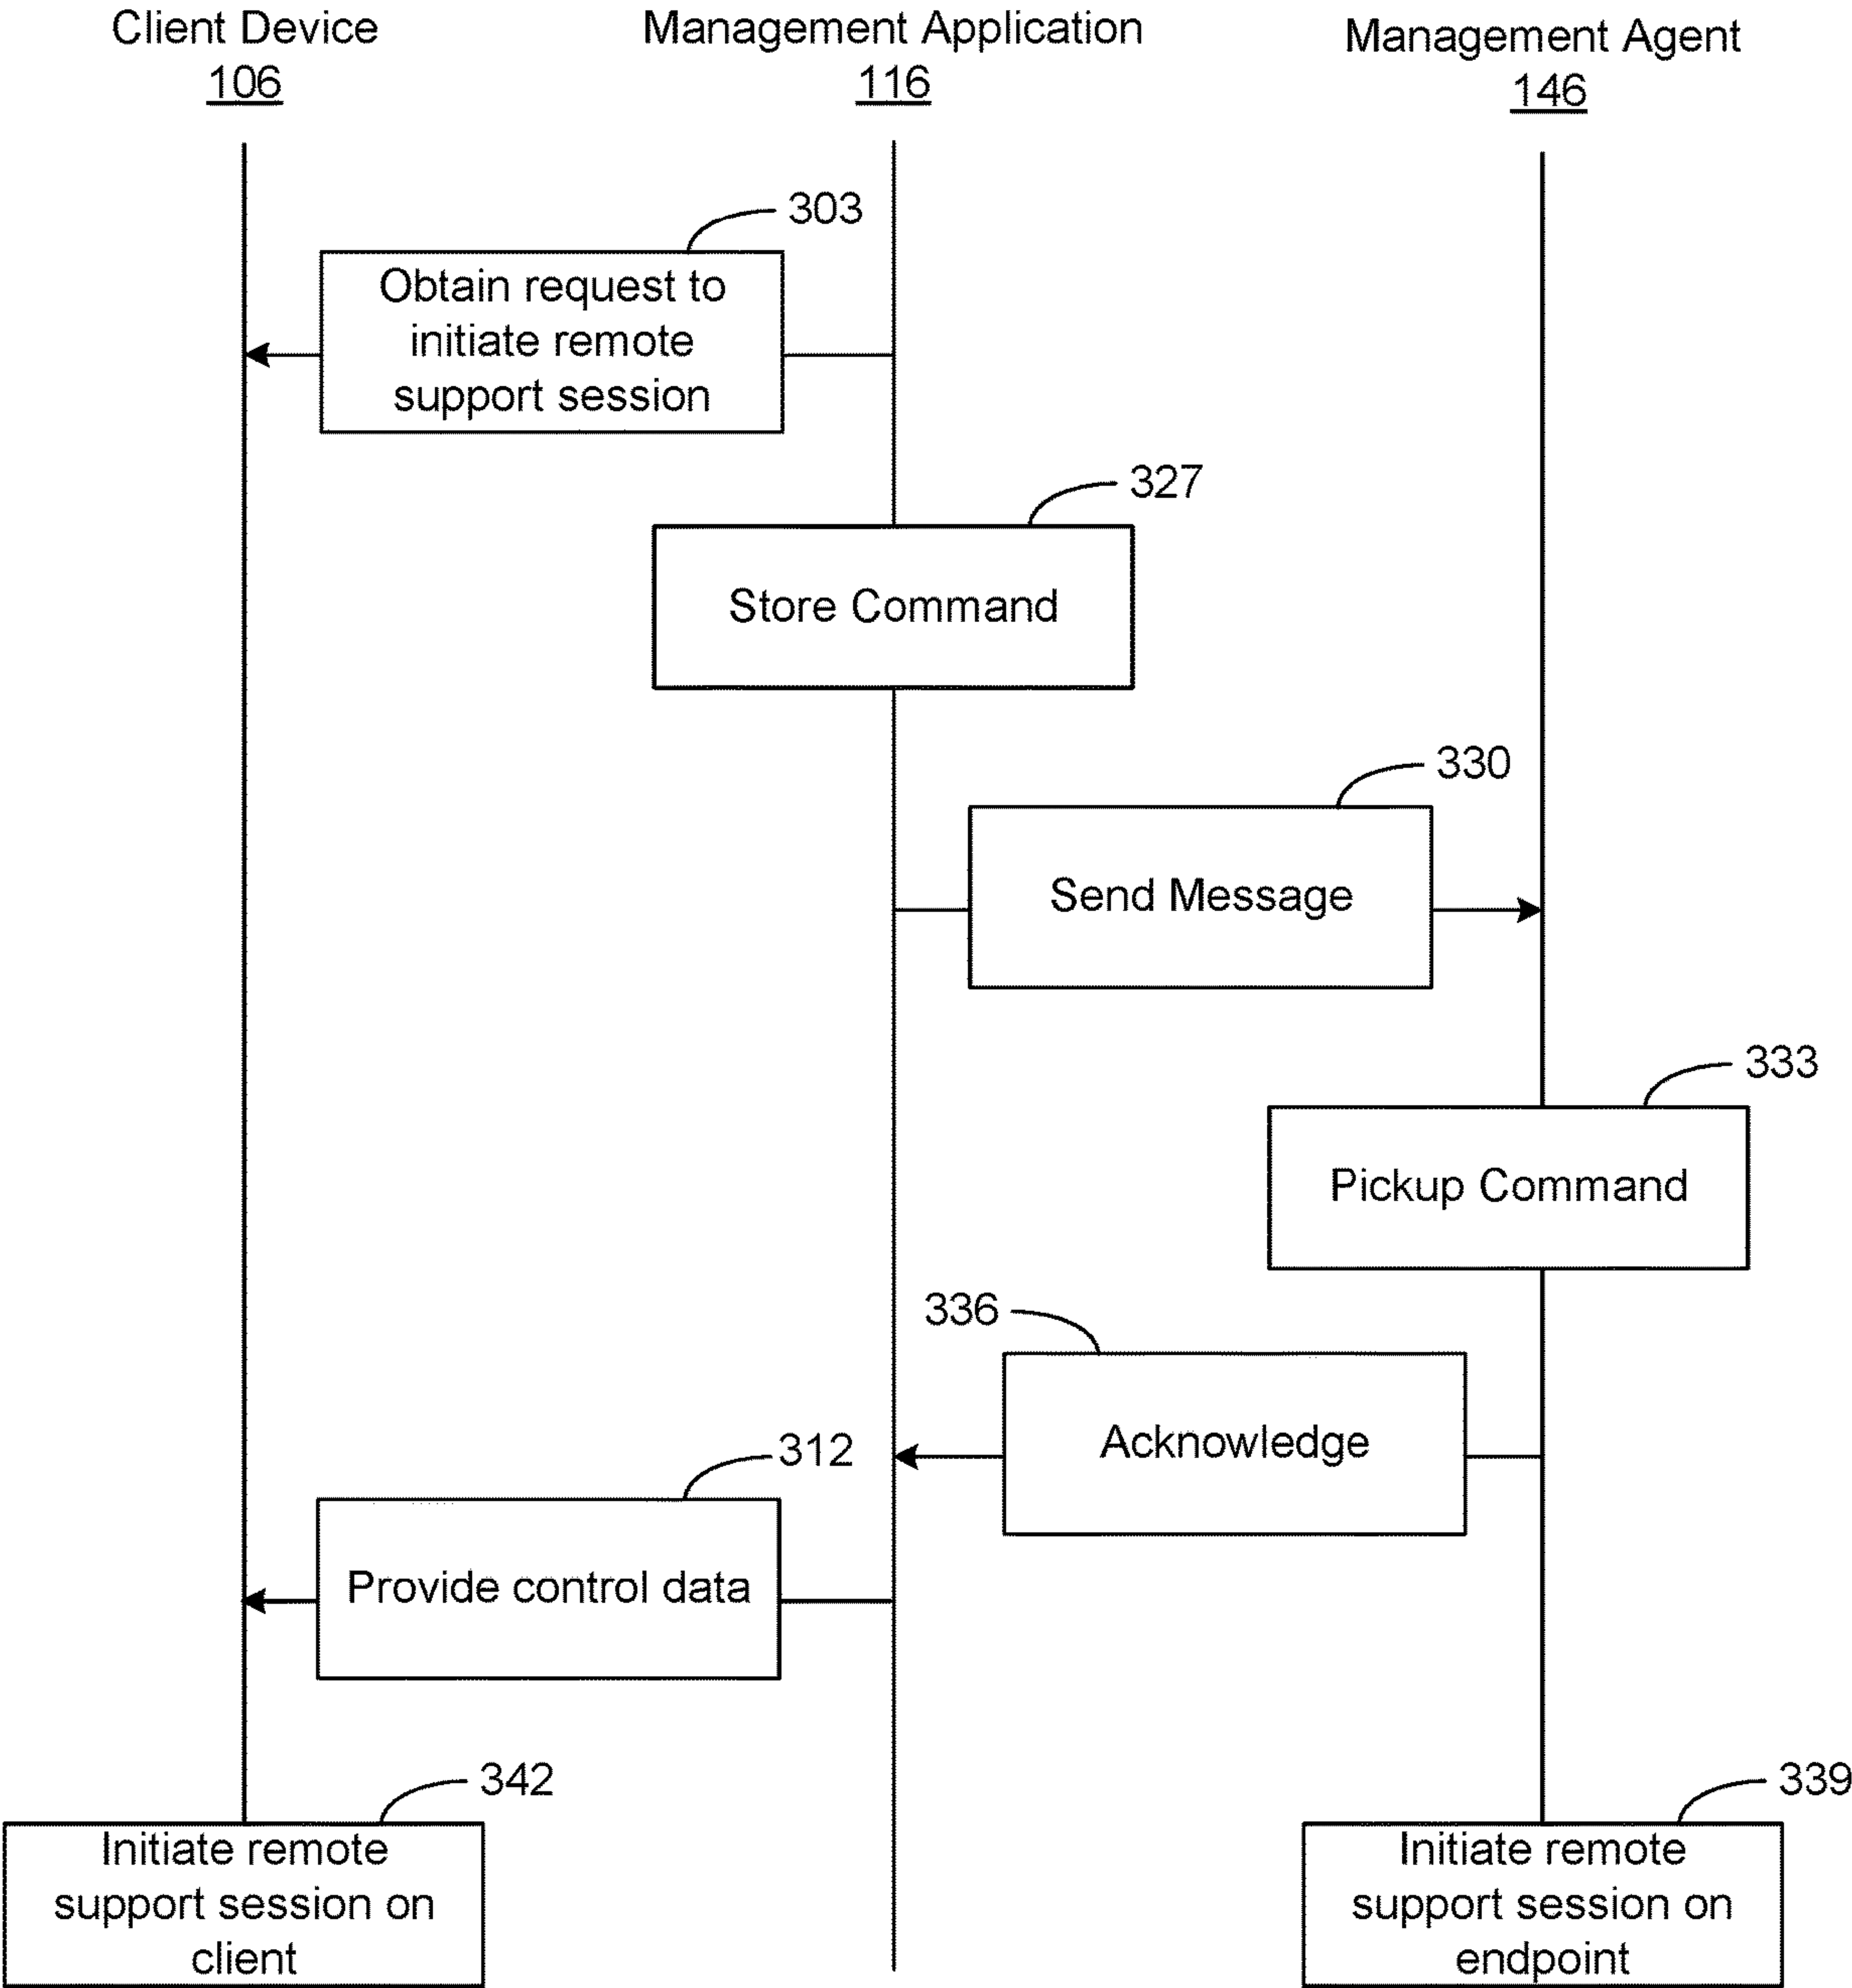 Client Device
106
Management Application
116
Management Agent
146
303
Obtain request to
initiate remote
support session
327
Store Command
330
Send Message
333
Pickup Command
336
Acknowledge
312
Provide control data
342
Initiate remote
support session on
client
339
Initiate remote
support session on
endpoint